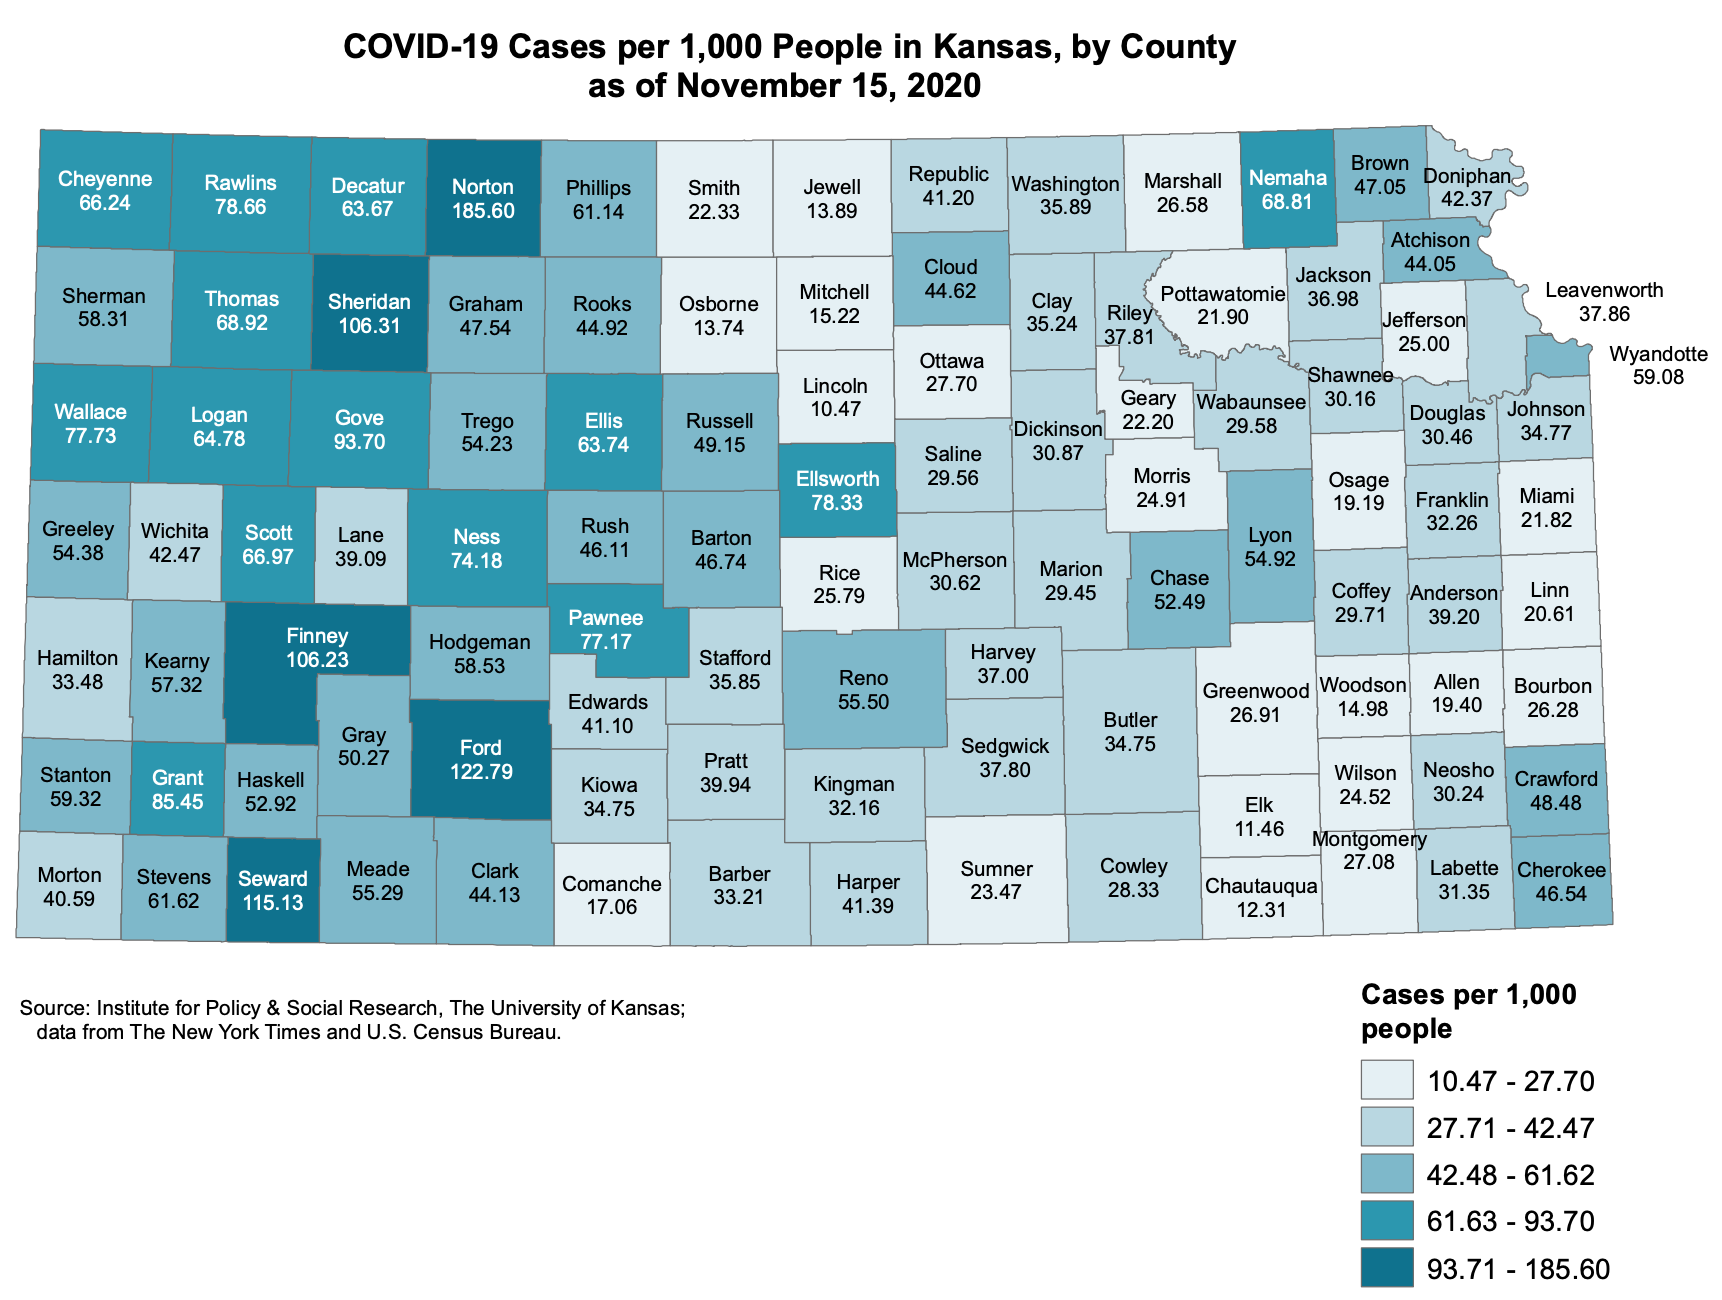 COVID-19 Cases per 1,000 People in Kansas, by County
as of November 15, 2020
Cheyenne
66.24
Rawlins
78.66
Decatur
63.67
Norton
185.60
Phillips
61.14
Smith
22.33
Jewell
13.89
Republic
41.20
Washington
35.89
Marshall
26.58
Nemaha
68.81
Brown
47.05
Doniphan
42.37
Atchison
44.05
Sherman
58.31
Thomas
68.92
Sheridan
106.31
Graham
47.54
Rooks
44.92
Osborne
13.74
Mitchell
15.22
Cloud
44.62
Clay
35.24
Riley
37.81
Pottawatomie
21.90
Jackson
36.98
Jefferson
25.00
Leavenworth
37.86
Wyandotte
59.08
Wallace
77.73
Logan
64.78
Gove
93.70
Trego
54.23
Ellis
63.74
Russell
49.15
Lincoln
10.47
Ottawa
27.70
Saline
29.56
Dickinson
30.87
Geary
22.20
Wabaunsee
29.58
Shawnee
30.16
Douglas
30.46
Johnson
34.77
Ellsworth
78.33
Morris
24.91
Osage
19.19
Franklin
32.26
Miami
21.82
Greeley
54.38
Wichita
42.47
Scott
66.97
Lane
39.09
Ness
74.18
Rush
46.11
Barton
46.74
Rice
25.79
McPherson
30.62
Marion
29.45
Chase
52.49
Lyon
54.92
Coffey
29.71
Anderson
39.20
Linn
20.61
Hamilton
33.48
Kearny
57.32
Finney
106.23
Hodgeman
58.53
Pawnee
77.17
Stafford
35.85
Edwards
41.10
Reno
55.50
Harvey
37.00
Butler
34.75
Greenwood
26.91
Woodson
14.98
Allen
19.40
Bourbon
26.28
Gray
50.27
Ford
122.79
Kiowa
34.75
Pratt
39.94
Kingman
32.16
Sedgwick
37.80
Stanton
59.32
Grant
85.45
Haskell
52.92
Elk
11.46
Wilson
24.52
Neosho
30.24
Crawford
48.48
Morton
40.59
Stevens
61.62
Seward
115.13
Meade
55.29
Clark
44.13
Comanche
17.06
Barber
33.21
Harper
41.39
Sumner
23.47
Cowley
28.33
Chautauqua
12.31
Montgomery
27.08
Labette
31.35
Cherokee
46.54
Source: Institute for Policy & Social Research, The University of Kansas;
data from The New York Times and U.S. Census Bureau.
Cases per 1,000
people
10.47 - 27.70
27.71 - 42.47
42.48 - 61.62
61.63 - 93.70
93.71 - 185.60